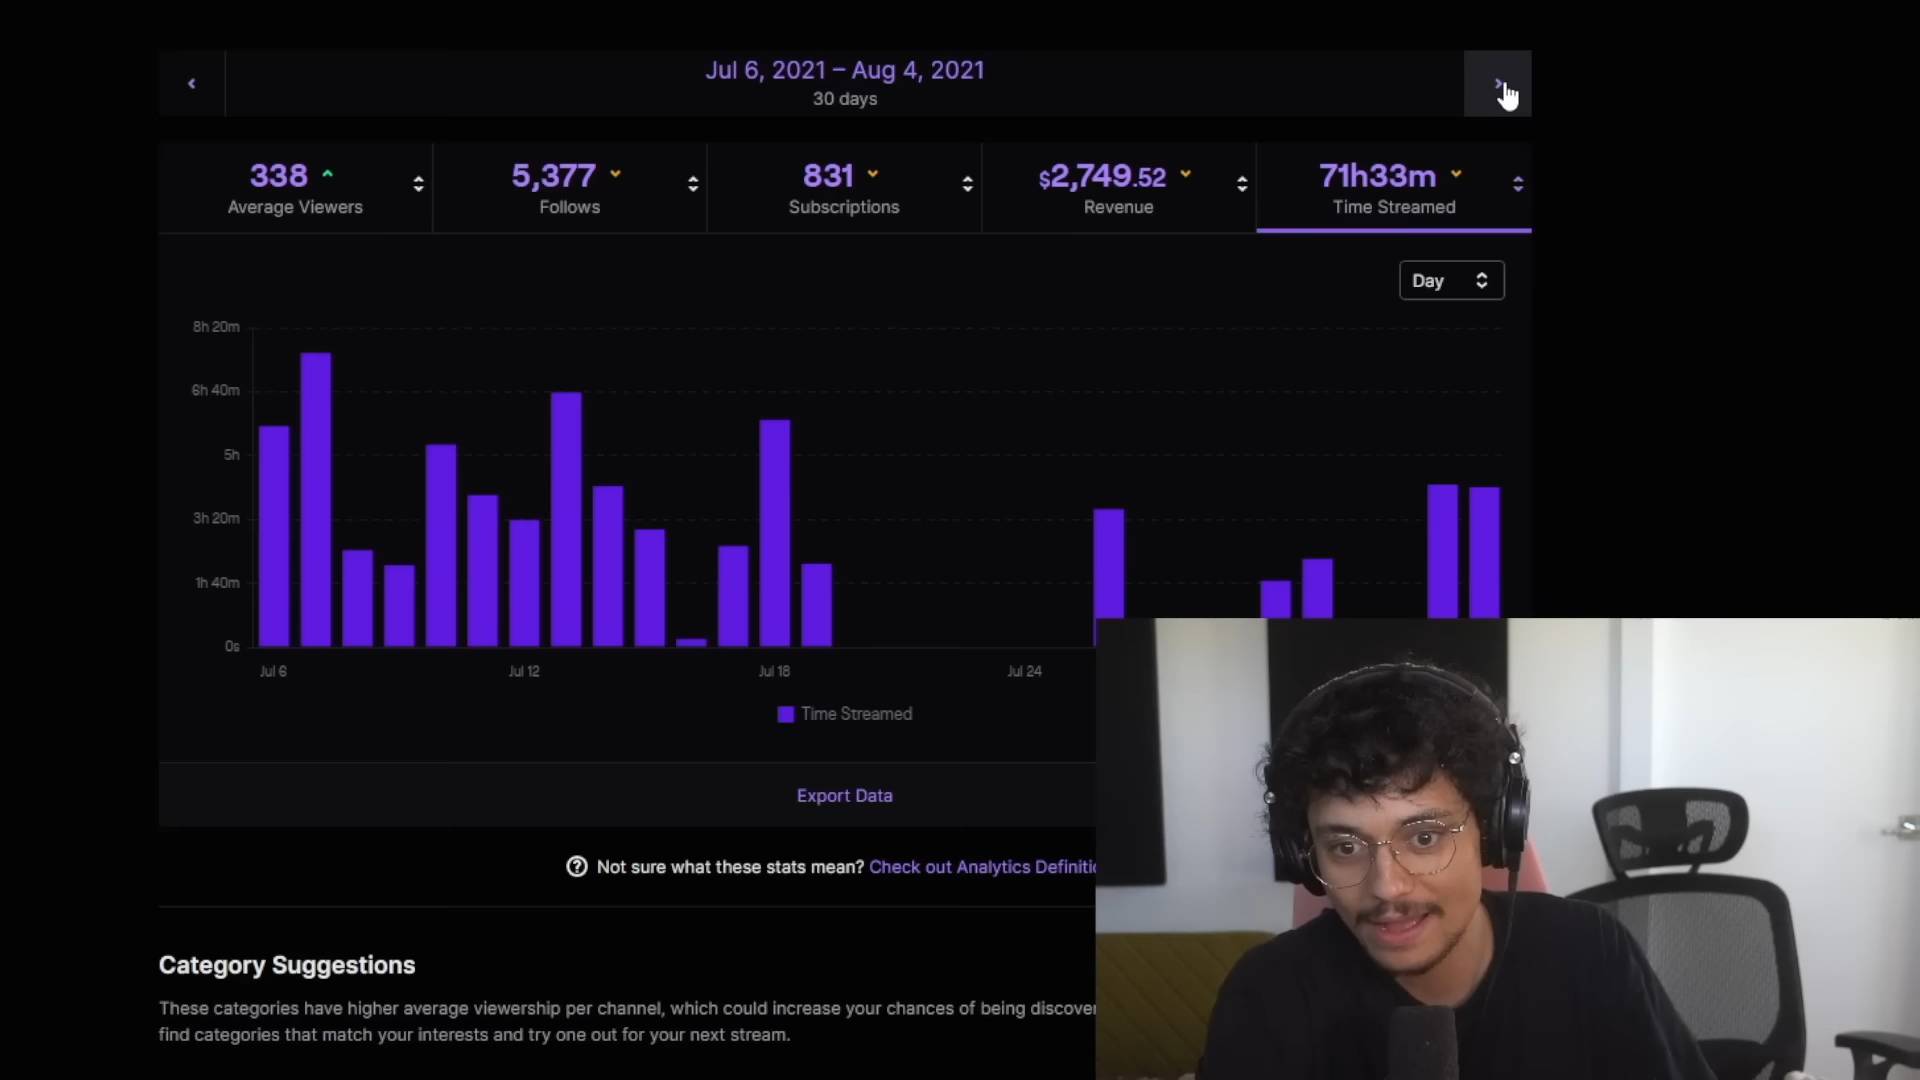 Jul 6, 2021 – Aug 4, 2021
30 days
338
Average Viewers
5,377
Follows
831
Subscriptions
$2,749.52
Revenue
71h33m
Time Streamed
Day
8h 20m
6h 40m
5h
3h 20m
1h 40m
0s
Jul 6
Jul 12
Jul 18
Jul 24
Time Streamed
Export Data
Not sure what these stats mean? Check out Analytics Definitio
Category Suggestions
These categories have higher average viewership per channel, which could increase your chances of being discover
find categories that match your interests and try one out for your next stream.